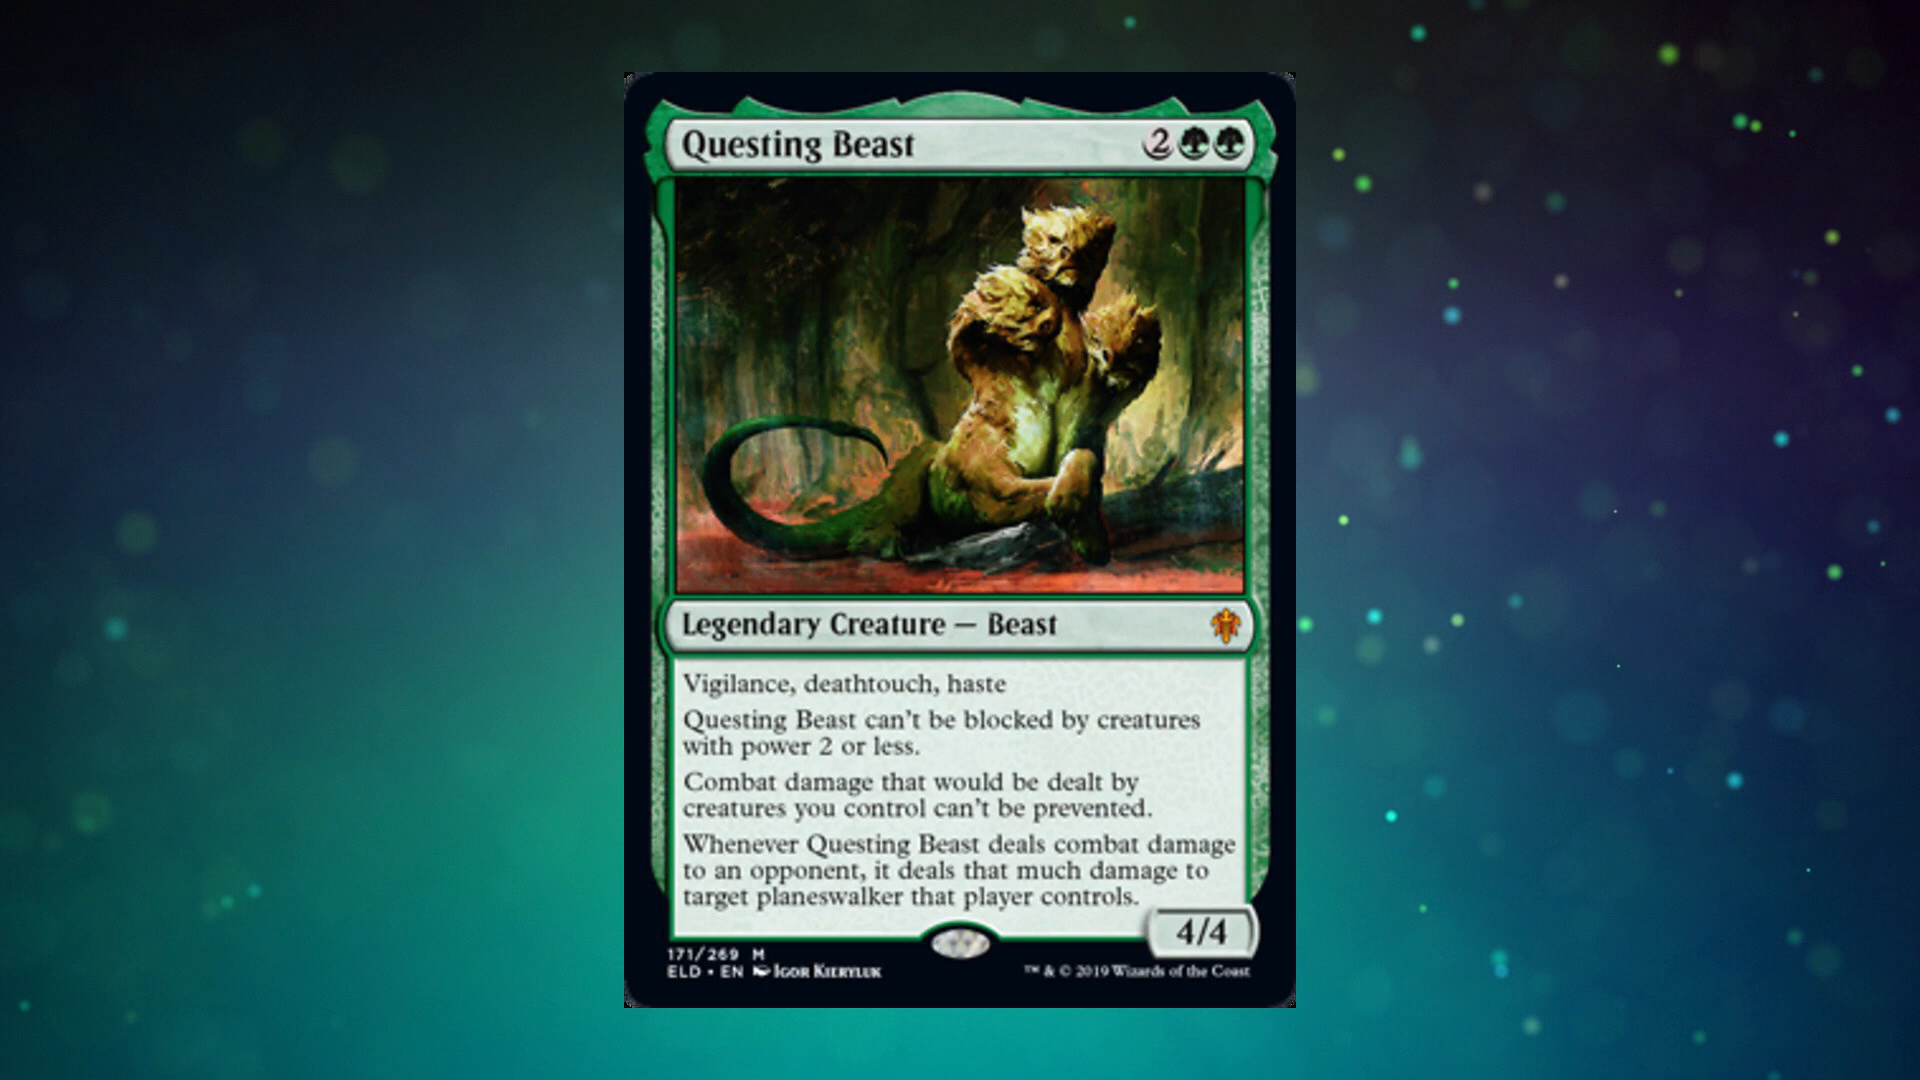 Questing Beast 2
Legendary Creature — Beast
Vigilance, deathtouch, haste
Questing Beast can't be blocked by creatures
with power 2 or less.
Combat damage that would be dealt by
creatures you control can't be prevented.
Whenever Questing Beast deals combat damage
to an opponent, it deals that much damage to
target planeswalker that player controls.
4/4
171/269 M
ELD • EN Igor Kieryluk
™ & © 2019 Wizards of the Coast